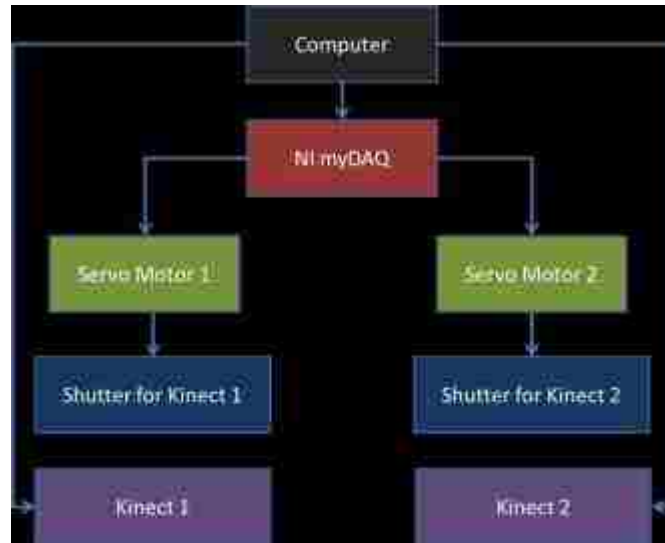 Computer
NI myDAQ
Servo Motor 1
Servo Motor 2
Shutter for Kinect 1
Shutter for Kinect 2
Kinect 1
Kinect 2